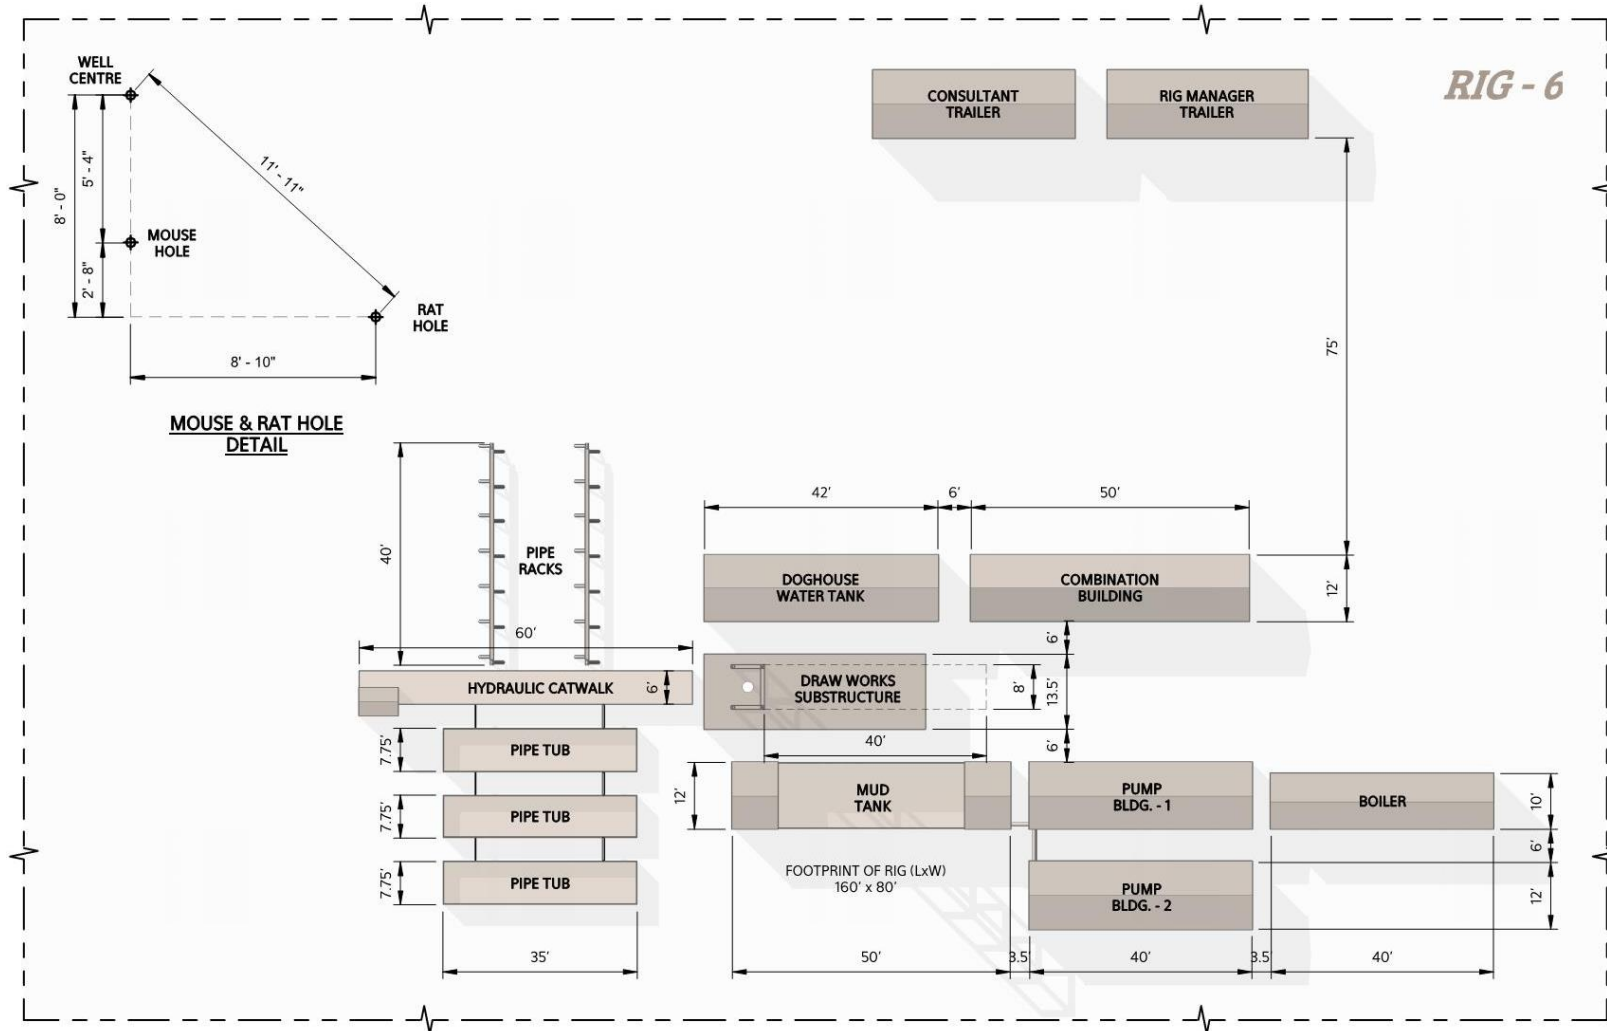 RIG - 6
WELL
CENTRE
5' - 4"
8' - 0"
2' - 8"
11' - 11"
MOUSE
HOLE
RAT
HOLE
8' - 10"
MOUSE & RAT HOLE
DETAIL
CONSULTANT
TRAILER
RIG MANAGER
TRAILER
75'
40'
PIPE
RACKS
60'
HYDRAULIC CATWALK
6'
7.75'
PIPE TUB
7.75'
PIPE TUB
7.75'
PIPE TUB
35'
42'
6'
50'
DOGHOUSE
WATER TANK
COMBINATION
BUILDING
12'
6'
DRAW WORKS
SUBSTRUCTURE
8'
13.5'
40'
6'
12'
MUD
TANK
PUMP
BLDG. - 1
BOILER
10'
6'
FOOTPRINT OF RIG (LxW)
160' x 80'
PUMP
BLDG. - 2
12'
50'
3.5'
40'
3.5'
40'